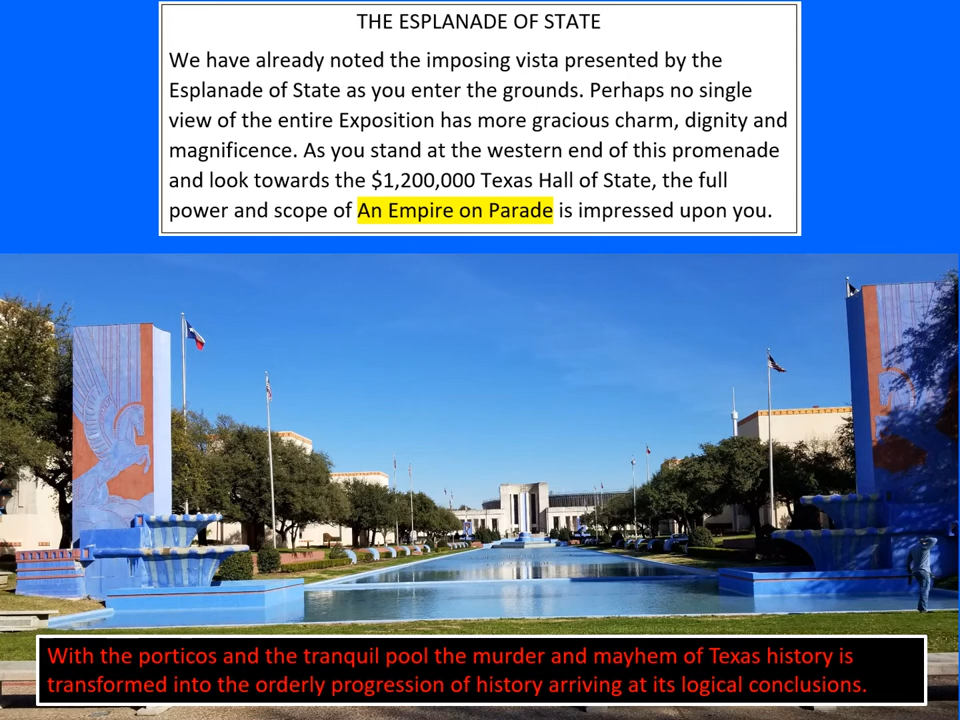 THE ESPLANADE OF STATE
We have already noted the imposing vista presented by the
Esplanade of State as you enter the grounds. Perhaps no single
view of the entire Exposition has more gracious charm, dignity and
magnificence. As you stand at the western end of this promenade
and look towards the $1,200,000 Texas Hall of State, the full
power and scope of An Empire on Parade is impressed upon you.
With the porticos and the tranquil pool the murder and mayhem of Texas history is
transformed into the orderly progression of history arriving at its logical conclusions.